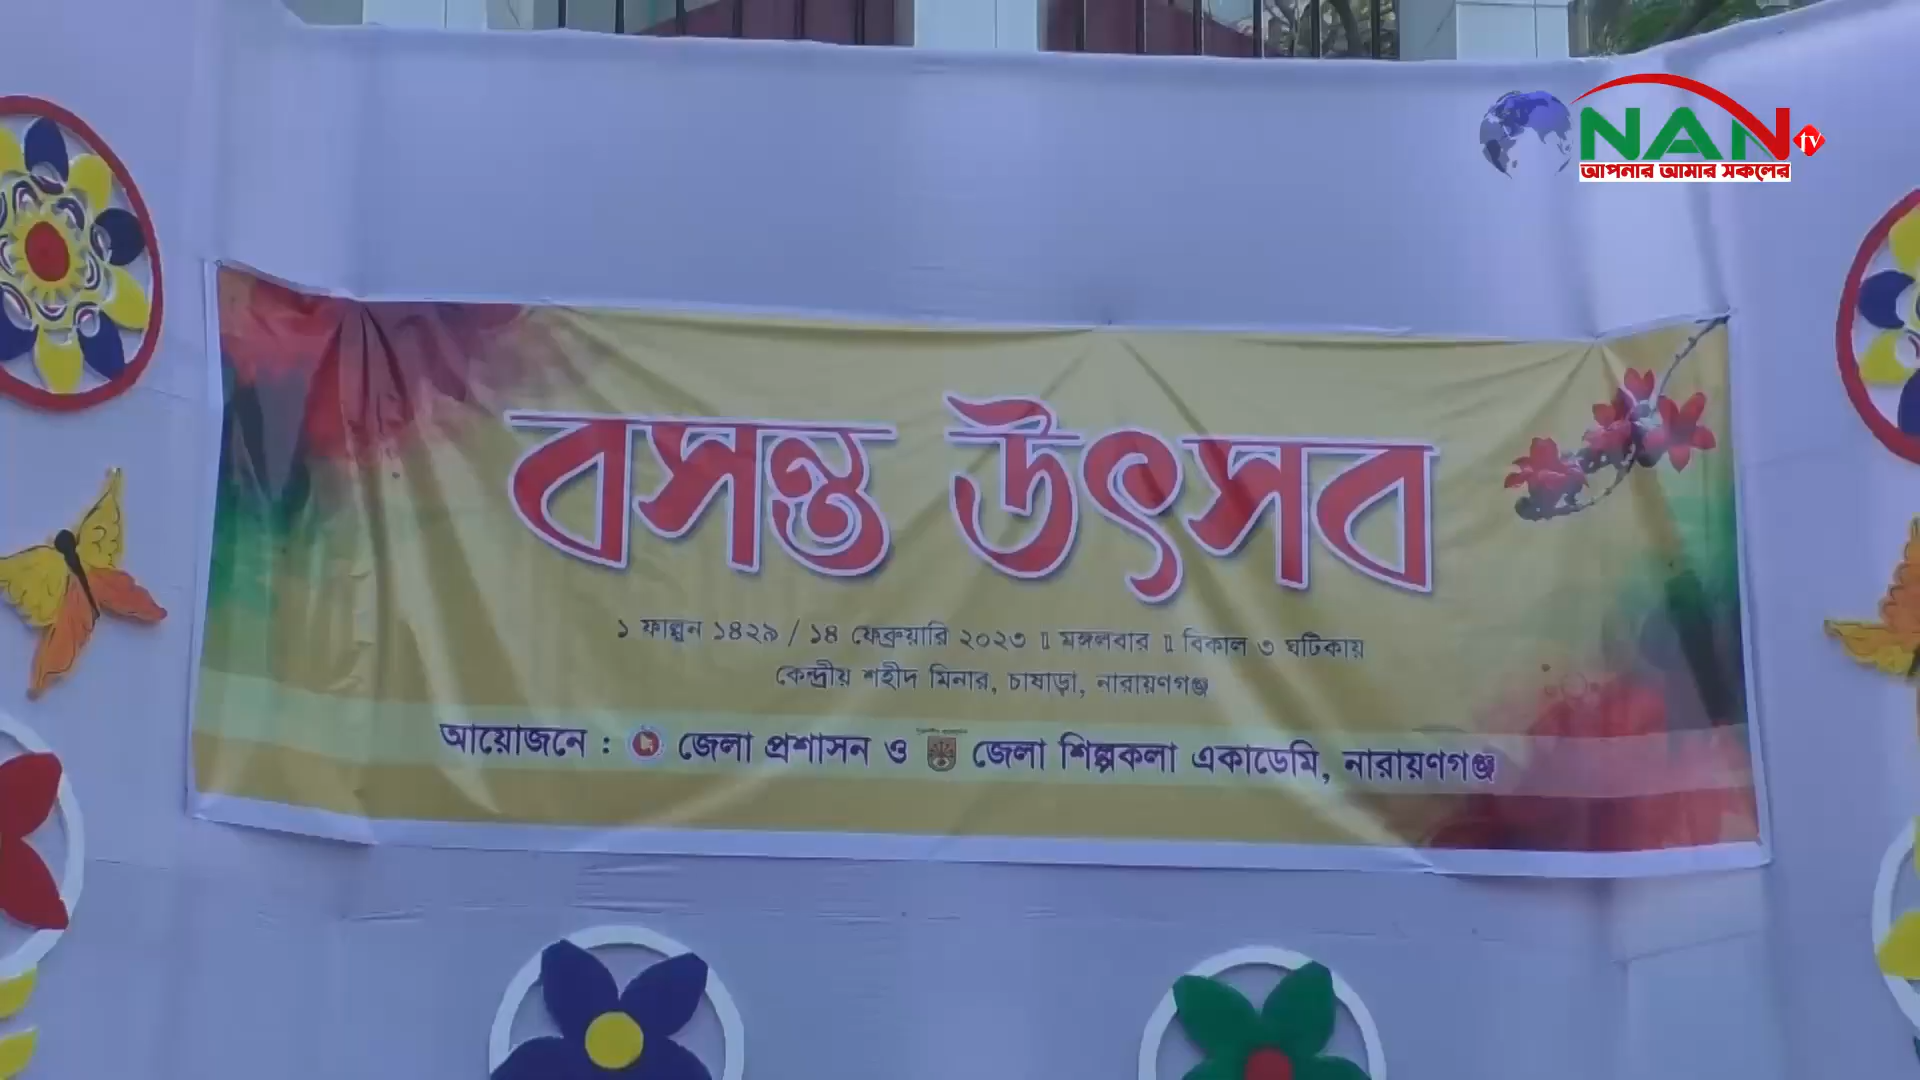 NAN tv
আপনার আমার সকলের
বসন্ত উৎসব
১ ফাল্গুন ১৪২৯ / ১৪ ফেব্রুয়ারি ২০২৩ ॥ মঙ্গলবার ॥ বিকাল ৩ ঘটিকায়
কেন্দ্রীয় শহীদ মিনার, চাষাড়া, নারায়ণগঞ্জ
আয়োজনে : জেলা প্রশাসন ও জেলা শিল্পকলা একাডেমি, নারায়ণগঞ্জ